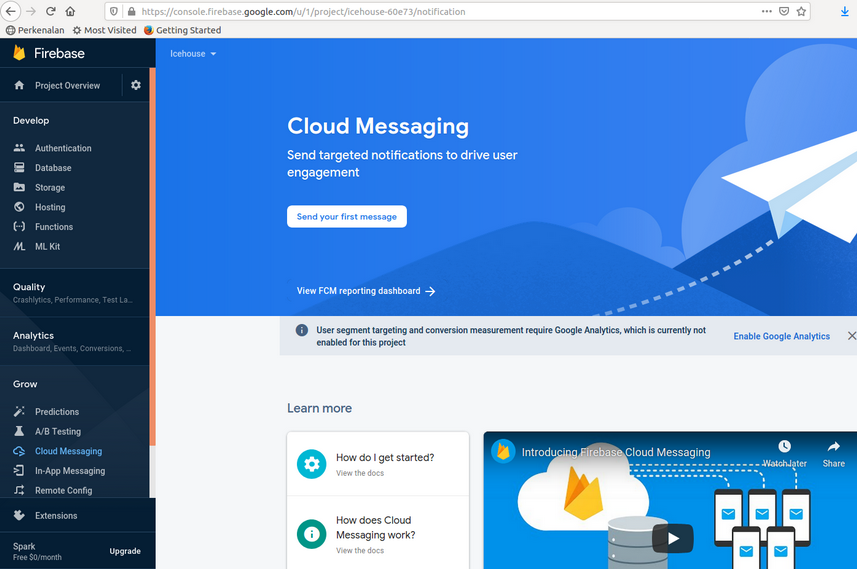 https://console.firebase.google.com/u/1/project/icehouse-60e73/notification
Perkenalan
Most Visited
Getting Started
Firebase
Project Overview
Develop
Authentication
Database
Storage
Hosting
Functions
ML Kit
Quality
Crashlytics, Performance, Test La...
Analytics
Dashboard, Events, Conversions, ...
Grow
Predictions
A/B Testing
Cloud Messaging
In-App Messaging
Remote Config
Extensions
Spark
Free $0/month
Upgrade
Icehouse
Cloud Messaging
Send targeted notifications to drive user
engagement
Send your first message
View FCM reporting dashboard
User segment targeting and conversion measurement require Google Analytics, which is currently not
enabled for this project
Enable Google Analytics
Learn more
How do I get started?
View the docs
How does Cloud
Messaging work?
View the docs
Introducing Firebase Cloud Messaging
Watch later
Share